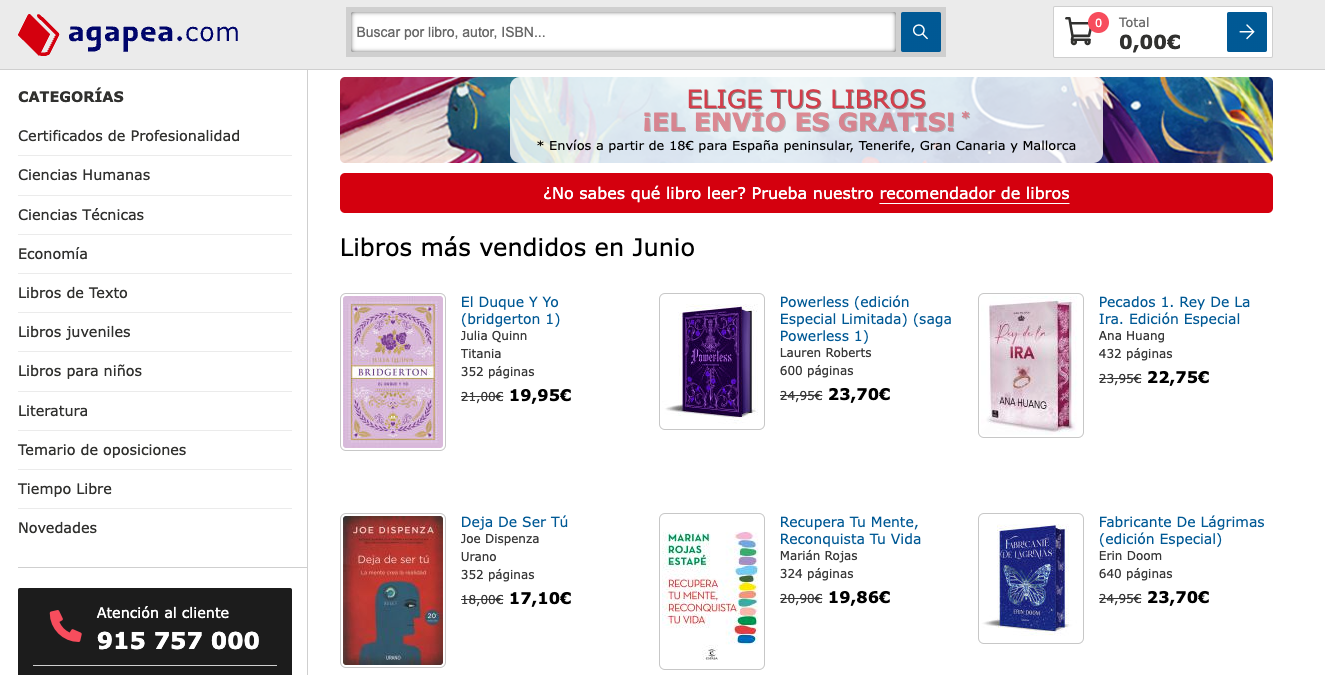 agapea.com
Buscar por libro, autor, ISBN...
0
Total
0,00€
CATEGORÍAS
Certificados de Profesionalidad
Ciencias Humanas
Ciencias Técnicas
Economía
Libros de Texto
Libros juveniles
Libros para niños
Literatura
Temario de oposiciones
Tiempo Libre
Novedades
Atención al cliente
915 757 000
ELIGE TUS LIBROS
¡EL ENVÍO ES GRATIS! *
* Envíos a partir de 18€ para España peninsular, Tenerife, Gran Canaria y Mallorca
¿No sabes qué libro leer? Prueba nuestro recomendador de libros
Libros más vendidos en Junio
JULIA QUINN
BRIDGERTON
EL DUQUE Y YO
El Duque Y Yo
(bridgerton 1)
Julia Quinn
Titania
352 páginas
21,00€ 19,95€
Powerless
Powerless (edición
Especial Limitada) (saga
Powerless 1)
Lauren Roberts
600 páginas
24,95€ 23,70€
Rey de la
IRA
ANA HUANG
Pecados 1. Rey De La
Ira. Edición Especial
Ana Huang
432 páginas
23,95€ 22,75€
JOE DISPENZA
Deja de ser tú
La mente crea la realidad
URANO
Deja De Ser Tú
Joe Dispenza
Urano
352 páginas
18,00€ 17,10€
MARIAN
ROJAS
ESTAPÉ
RECUPERA
TU MENTE,
RECONQUISTA
TU VIDA
Recupera Tu Mente,
Reconquista Tu Vida
Marián Rojas
324 páginas
20,90€ 19,86€
FABRICANTE
DE LÁGRIMAS
ERIN DOOM
Fabricante De Lágrimas
(edición Especial)
Erin Doom
640 páginas
24,95€ 23,70€